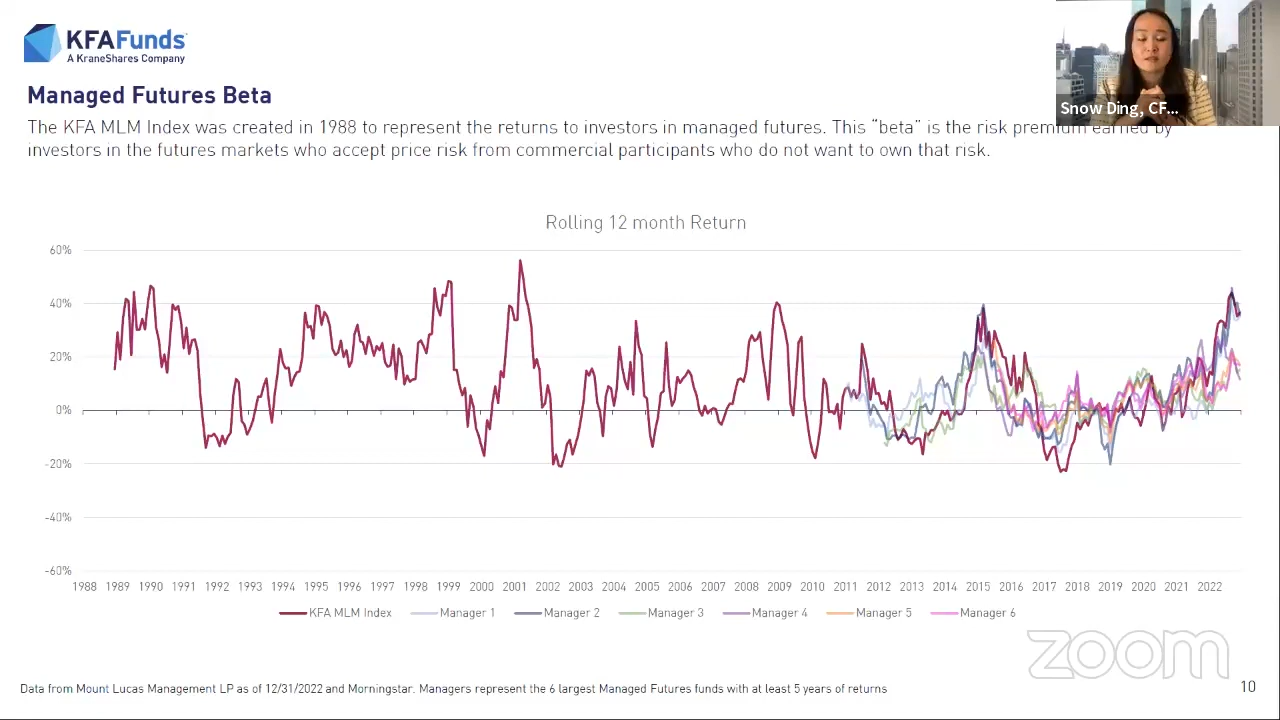 KFAFunds
A KraneShares Company
Snow Ding, CF...
Managed Futures Beta
The KFA MLM Index was created in 1988 to represent the returns to investors in managed futures. This “beta” is the risk premium earned by
investors in the futures markets who accept price risk from commercial participants who do not want to own that risk.
Rolling 12 month Return
60%
40%
20%
0%
-20%
-40%
-60%
1988 1989 1990 1991 1992 1993 1994 1995 1996 1997 1998 1999 2000 2001 2002 2003 2004 2005 2006 2007 2008 2009 2010 2011 2012 2013 2014 2015 2016 2017 2018 2019 2020 2021 2022
KFA MLM Index Manager 1 Manager 2 Manager 3 Manager 4 Manager 5 Manager 6
zoom
Data from Mount Lucas Management LP as of 12/31/2022 and Morningstar. Managers represent the 6 largest Managed Futures funds with at least 5 years of returns
10